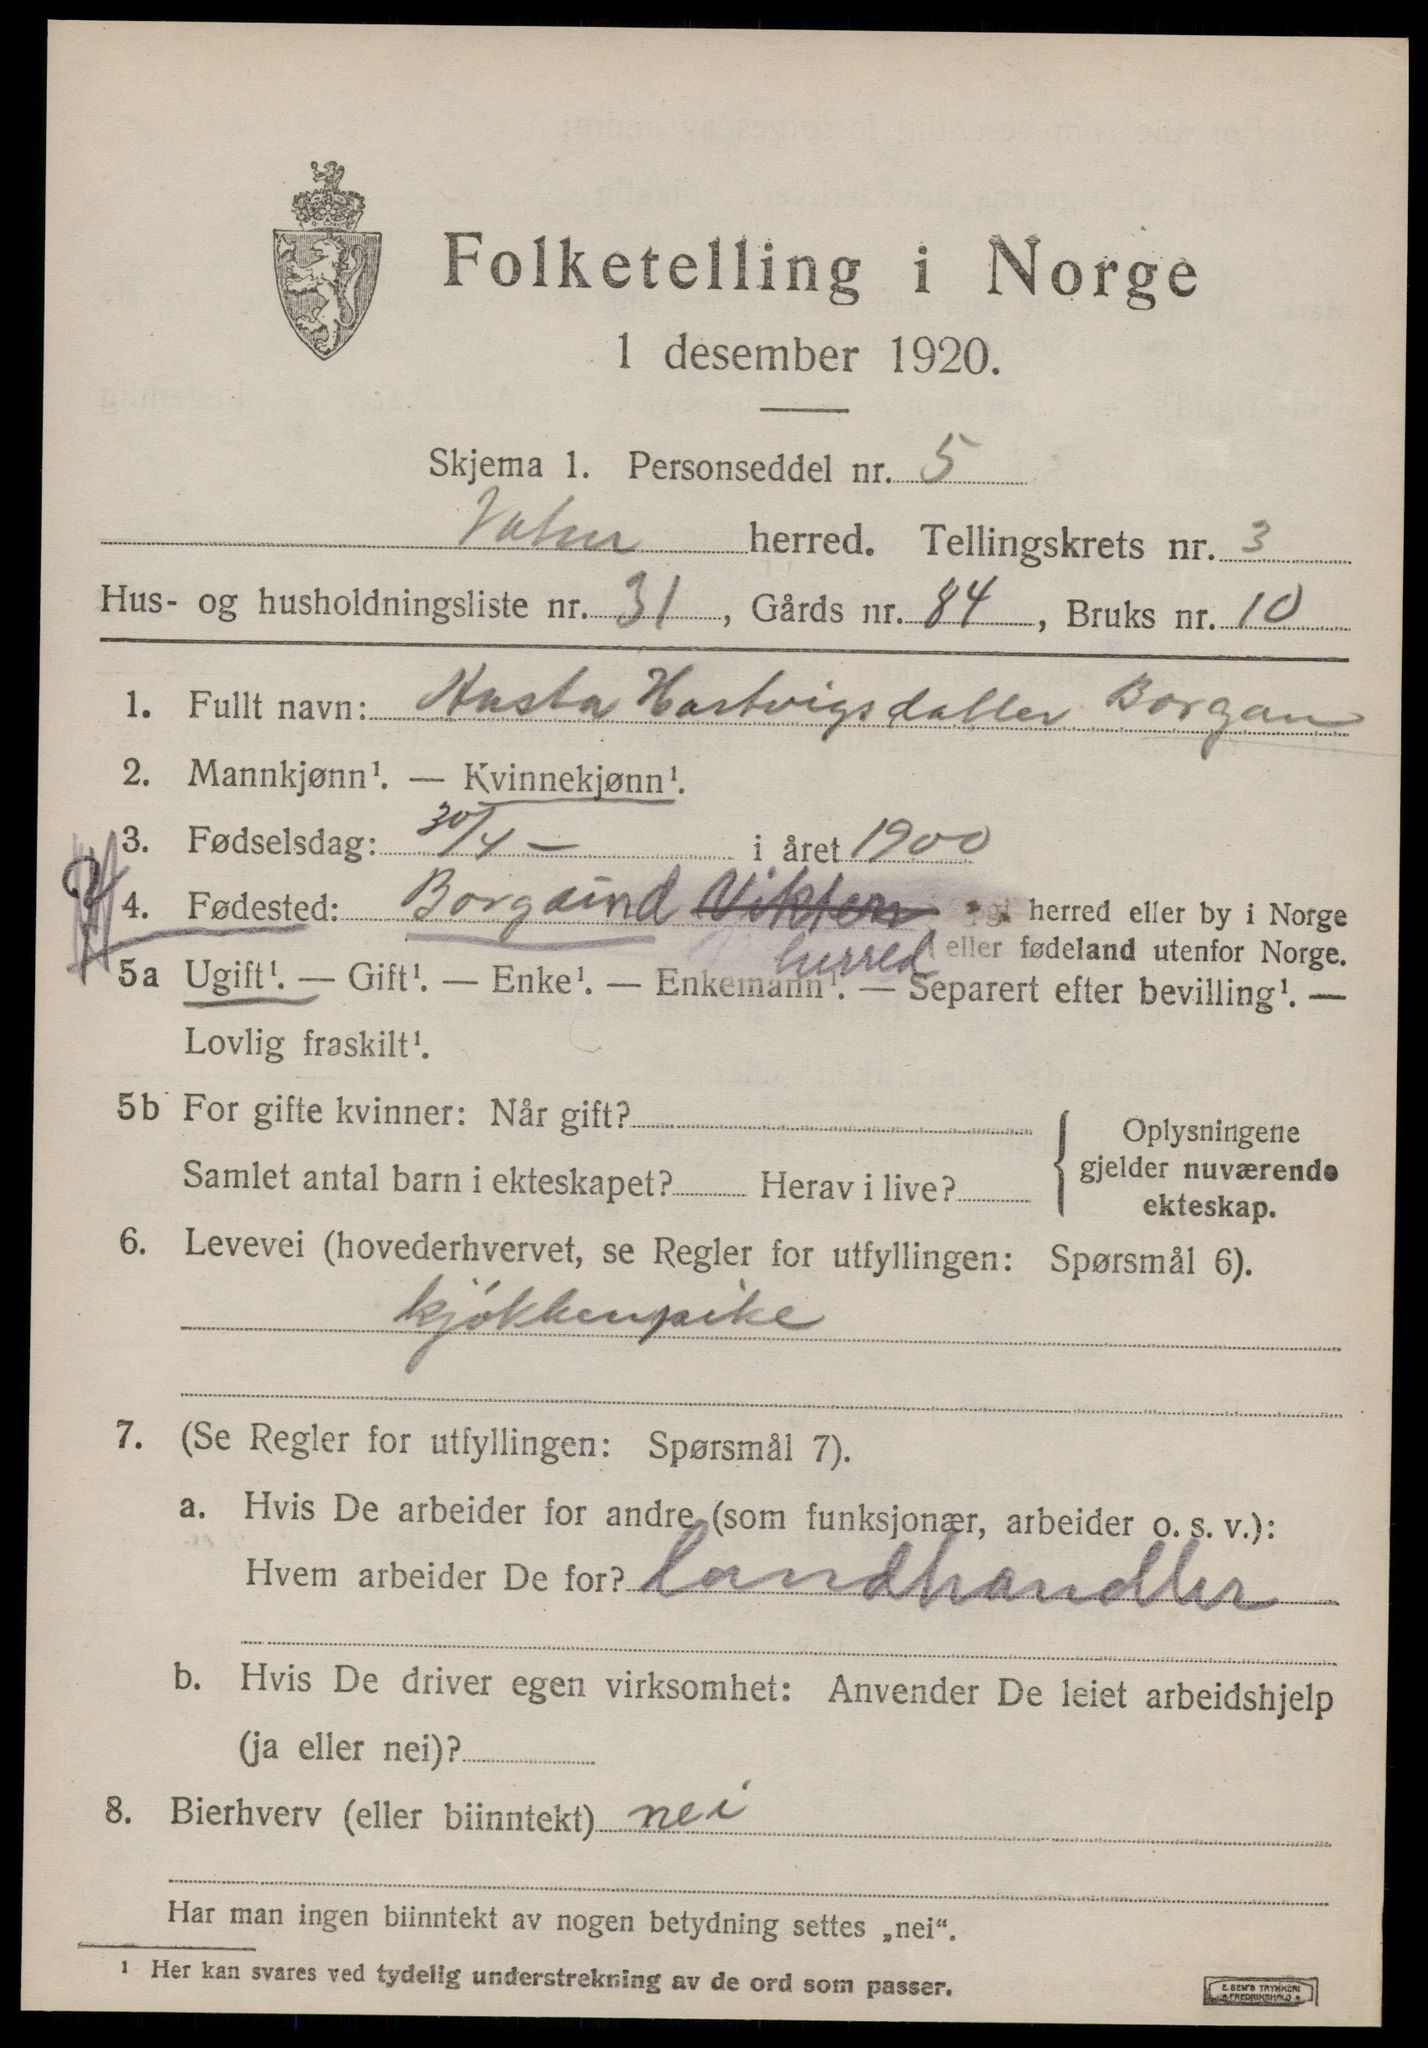 Folketelling i Norge
1 desember 1920.
Skjema 1. Personseddel nr. 5
herred. Tellingskrets nr. 3
Hus- og husholdningsliste nr. 31, Gårds nr. 84, Bruks nr. 10
1. Fullt navn: Hartvigsdatter Borgan
2. Mannkjønn¹. — Kvinnekjønn¹.
3. Fødselsdag: 30/4 — i året 1900
4. Fødested: Borgan Vikten herred eller by i Norge
herred eller fødeland utenfor Norge.
5a Ugift¹. — Gift¹. — Enke¹. — Enkemann¹. — Separert efter bevilling¹. —
Lovlig fraskilt¹.
5b For gifte kvinner: Når gift?
Samlet antal barn i ekteskapet? Herav i live?
Oplysningene
gjelder nuværende
ekteskap.
6. Levevei (hovederhvervet, se Regler for utfyllingen: Spørsmål 6).
kjökkenpike
7. (Se Regler for utfyllingen: Spørsmål 7).
a. Hvis De arbeider for andre (som funksjonær, arbeider o. s. v.):
Hvem arbeider De for? landhandler
b. Hvis De driver egen virksomhet: Anvender De leiet arbeidshjelp
(ja eller nei)?
8. Bierhverv (eller biinntekt) nei
Har man ingen biinntekt av nogen betydning settes „nei“.
¹ Her kan svares ved tydelig understrekning av de ord som passer.
E. SEM'S TRYKKERI
FREDRIKSHALD